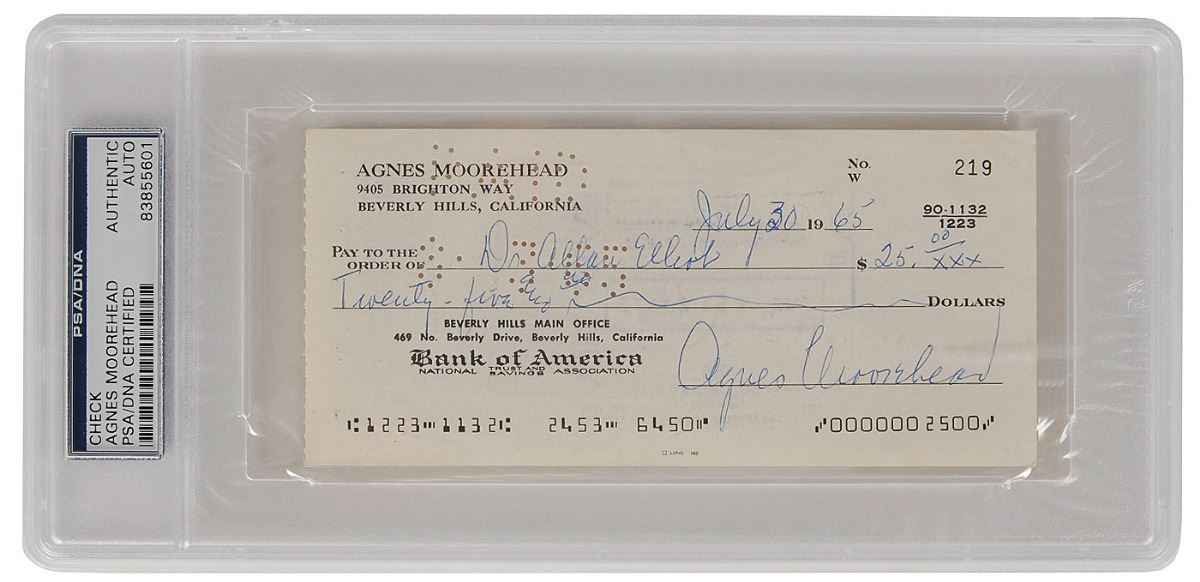 PSA/DNA
CHECK AUTHENTIC
AGNES MOOREHEAD AUTO
PSA/DNA CERTIFIED 83855601
AGNES MOOREHEAD
9405 BRIGHTON WAY
BEVERLY HILLS, CALIFORNIA
No. W 219
July 30 1965
90-1132
1223
PAY TO THE ORDER OF Dr Allan Elliot $ 25. 00/xxx
Twenty-five and DOLLARS
BEVERLY HILLS MAIN OFFICE
469 No. Beverly Drive, Beverly Hills, California
Bank of America
NATIONAL TRUST AND SAVINGS ASSOCIATION
Agnes Moorehead
⑆1223⑉1132⑆ 2453⑉ 6450⑈ ⑇0000002500⑇
LONG 162